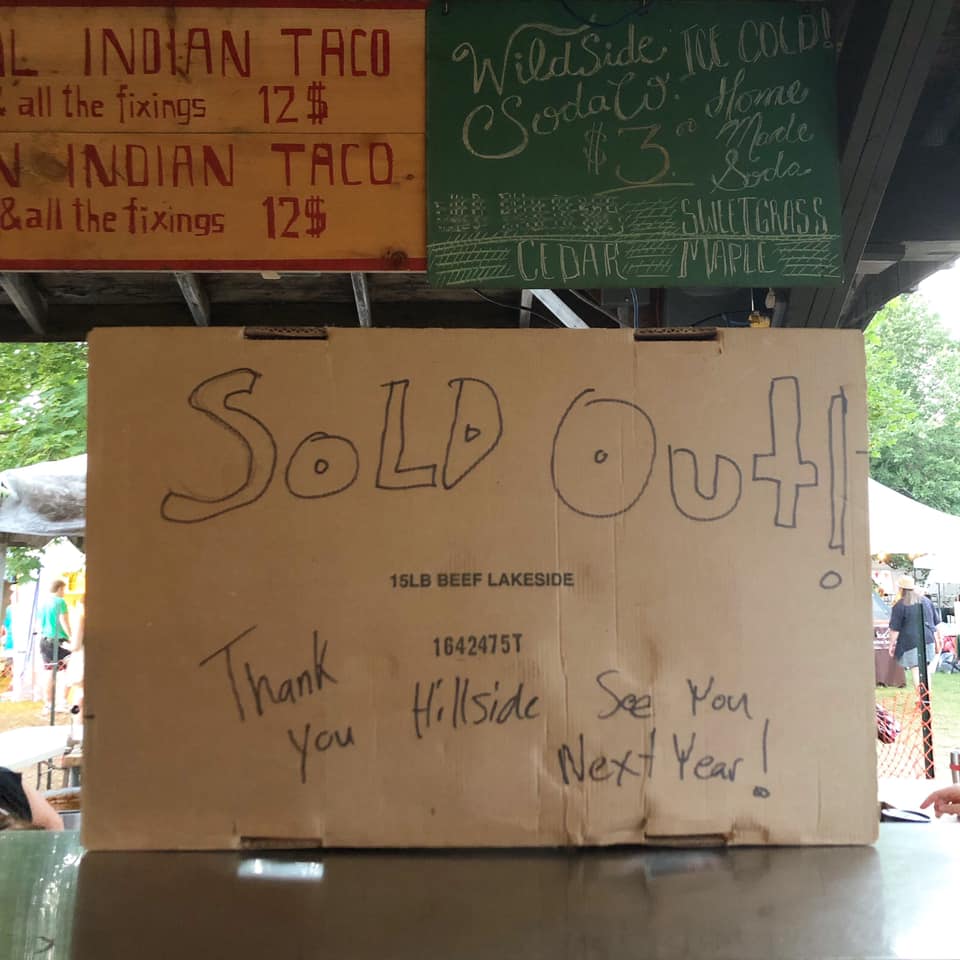 INDIAN TACO
& all the fixings 12$
INDIAN TACO
& all the fixings 12$
WildSide
Soda Co.
$3.00
ICE COLD!
Home
Made
Soda
SWEETGRASS
CEDAR MAPLE
SoLD Out!
15LB BEEF LAKESIDE
1642475T
Thank
you Hillside See You
Next Year!